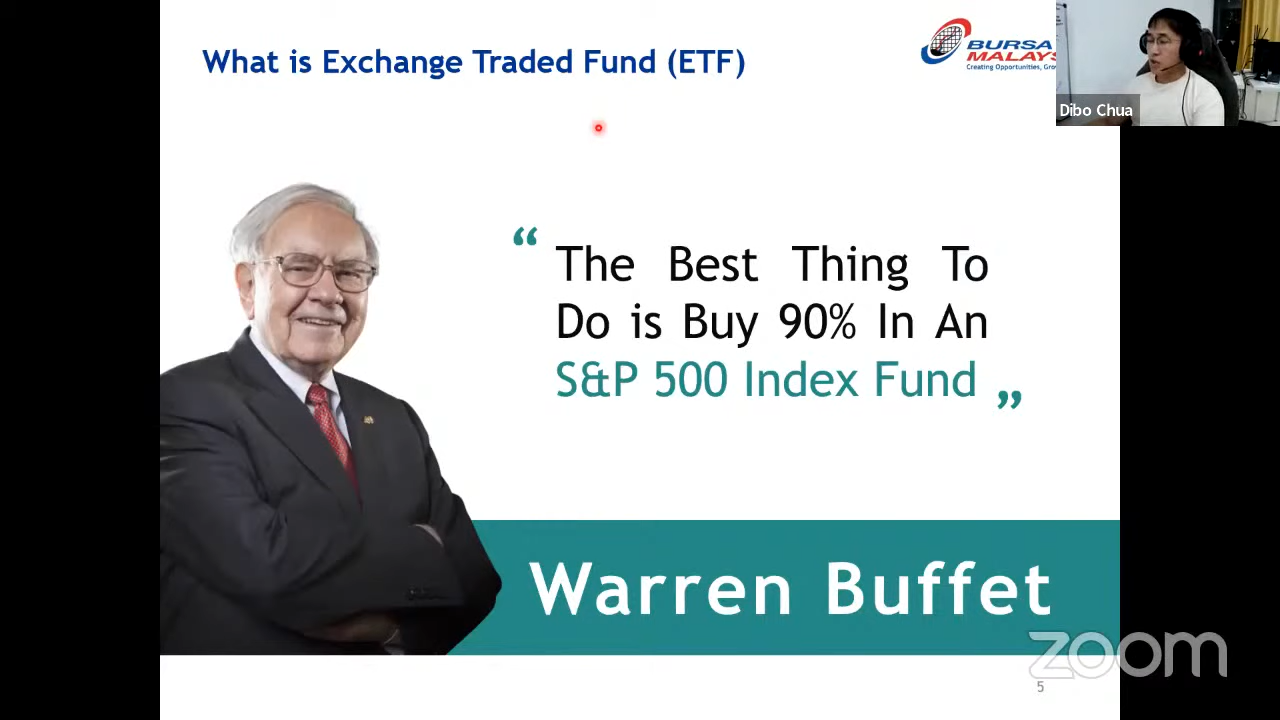 What is Exchange Traded Fund (ETF)
BURSA
MALAYS
Creating Opportunities, Grow
Dibo Chua
“ The Best Thing To
Do is Buy 90% In An
S&P 500 Index Fund ”
Warren Buffet
zoom
5